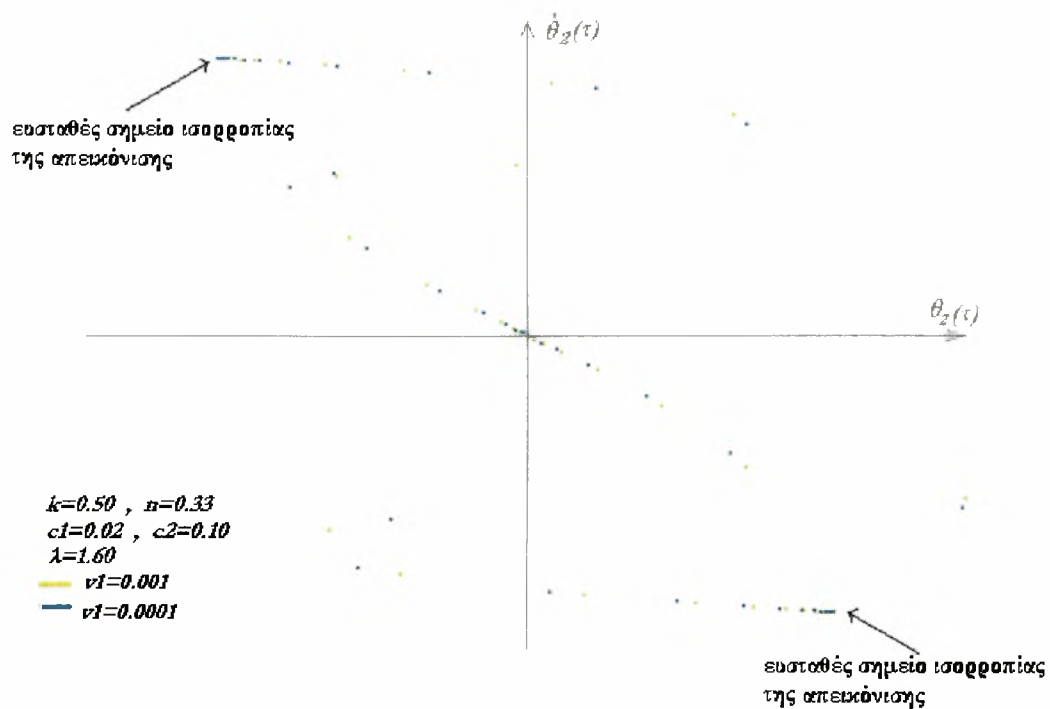 θ̇₂(τ)
ευσταθές σημείο ισορροπίας
της απεικόνισης
θ₂(τ)
k=0.50 , n=0.33
c1=0.02 , c2=0.10
λ=1.60
v1=0.001
v1=0.0001
ευσταθές σημείο ισορροπίας
της απεικόνισης